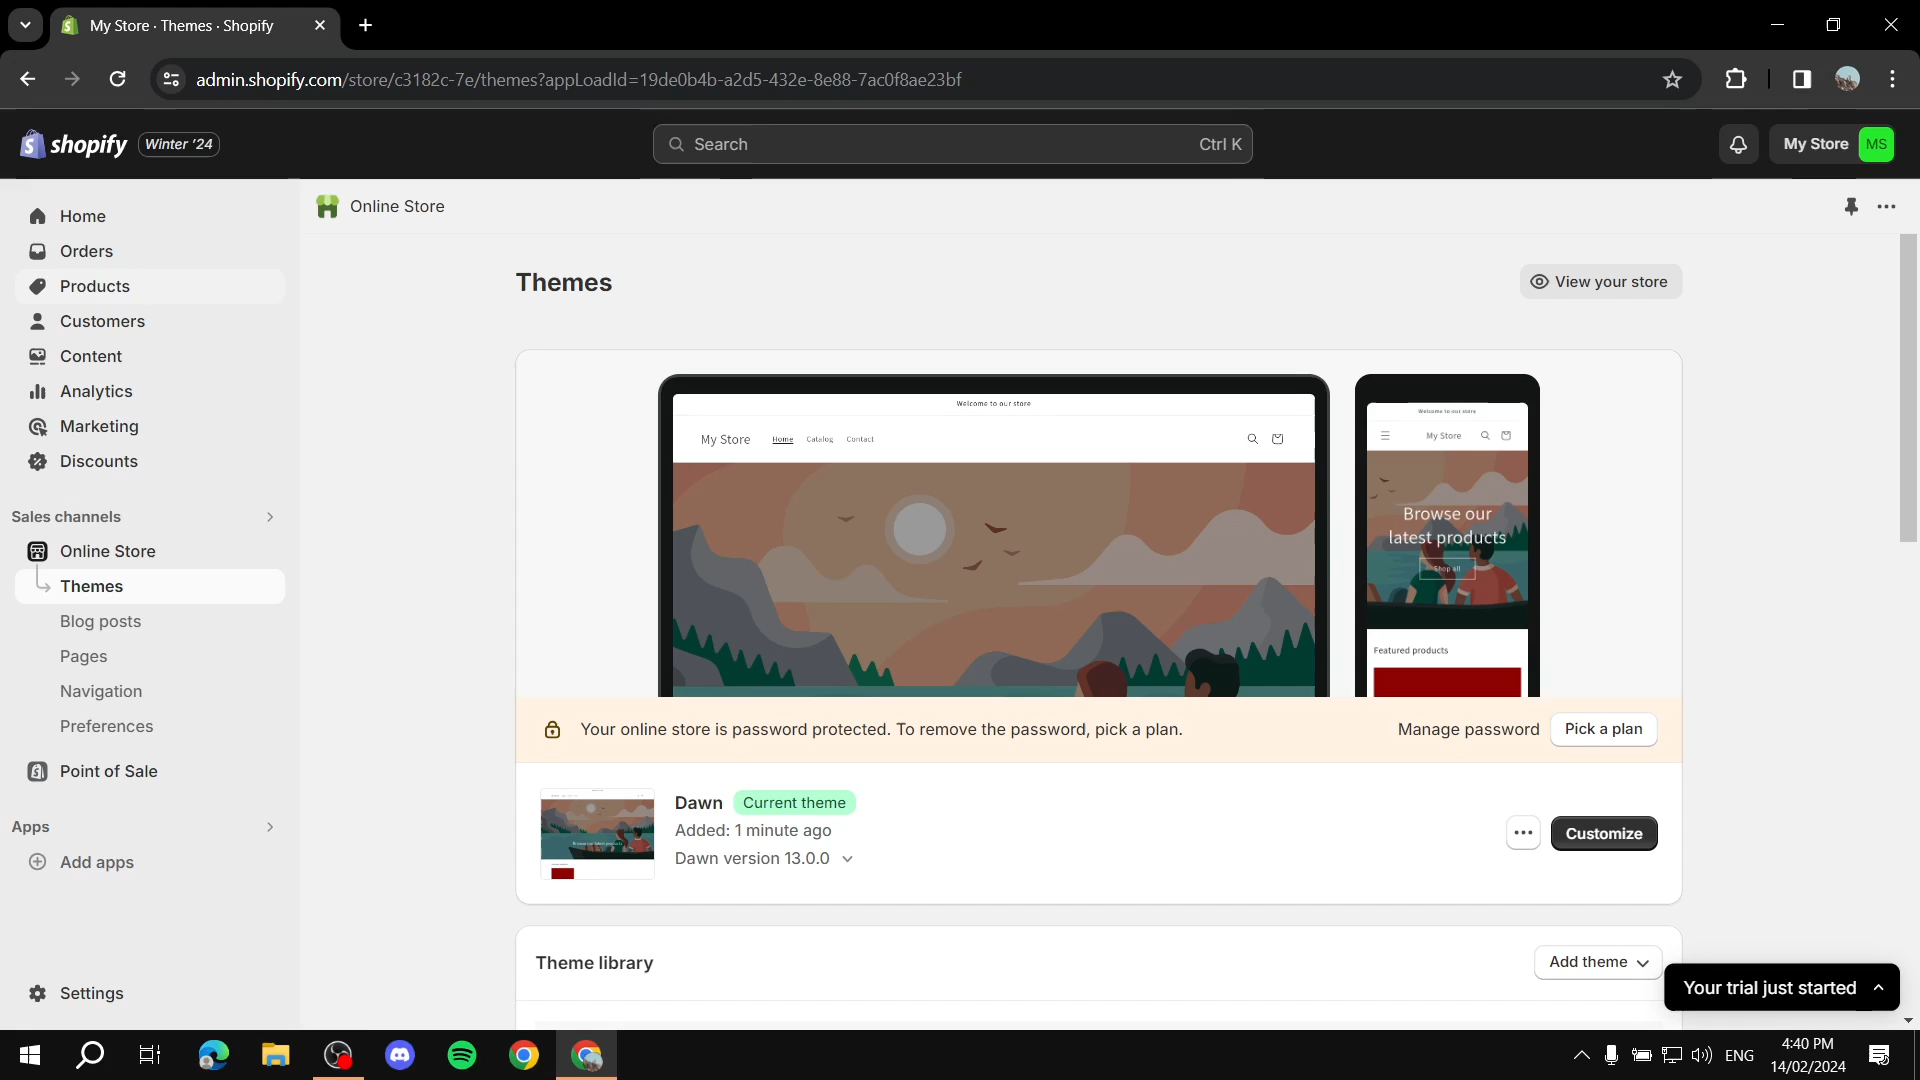 My Store · Themes · Shopify
admin.shopify.com/store/c3182c-7e/themes?appLoadId=19de0b4b-a2d5-432e-8e88-7ac0f8ae23bf
shopify
Winter '24
Search
Ctrl K
My Store
MS
Home
Orders
Products
Customers
Content
Analytics
Marketing
Discounts
Sales channels
Online Store
Themes
Blog posts
Pages
Navigation
Preferences
Point of Sale
Apps
Add apps
Settings
Online Store
Themes
View your store
Welcome to our store
My Store
Home
Catalog
Contact
Welcome to our store
My Store
Browse our
latest products
Shop all
Featured products
Your online store is password protected. To remove the password, pick a plan.
Manage password
Pick a plan
Browse our latest products
Dawn
Current theme
Added: 1 minute ago
Dawn version 13.0.0
Customize
Theme library
Add theme
Your trial just started
ENG
4:40 PM
14/02/2024